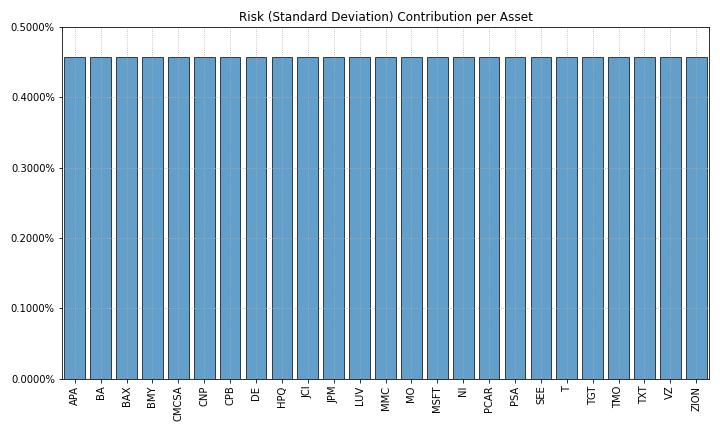 Risk (Standard Deviation) Contribution per Asset
0.5000%
0.4000%
0.3000%
0.2000%
0.1000%
0.0000%
APA
BA
BAX
BMY
CMCSA
CNP
CPB
DE
HPQ
JCI
JPM
LUV
MMC
MO
MSFT
NI
PCAR
PSA
SEE
T
TGT
TMO
TXT
VZ
ZION